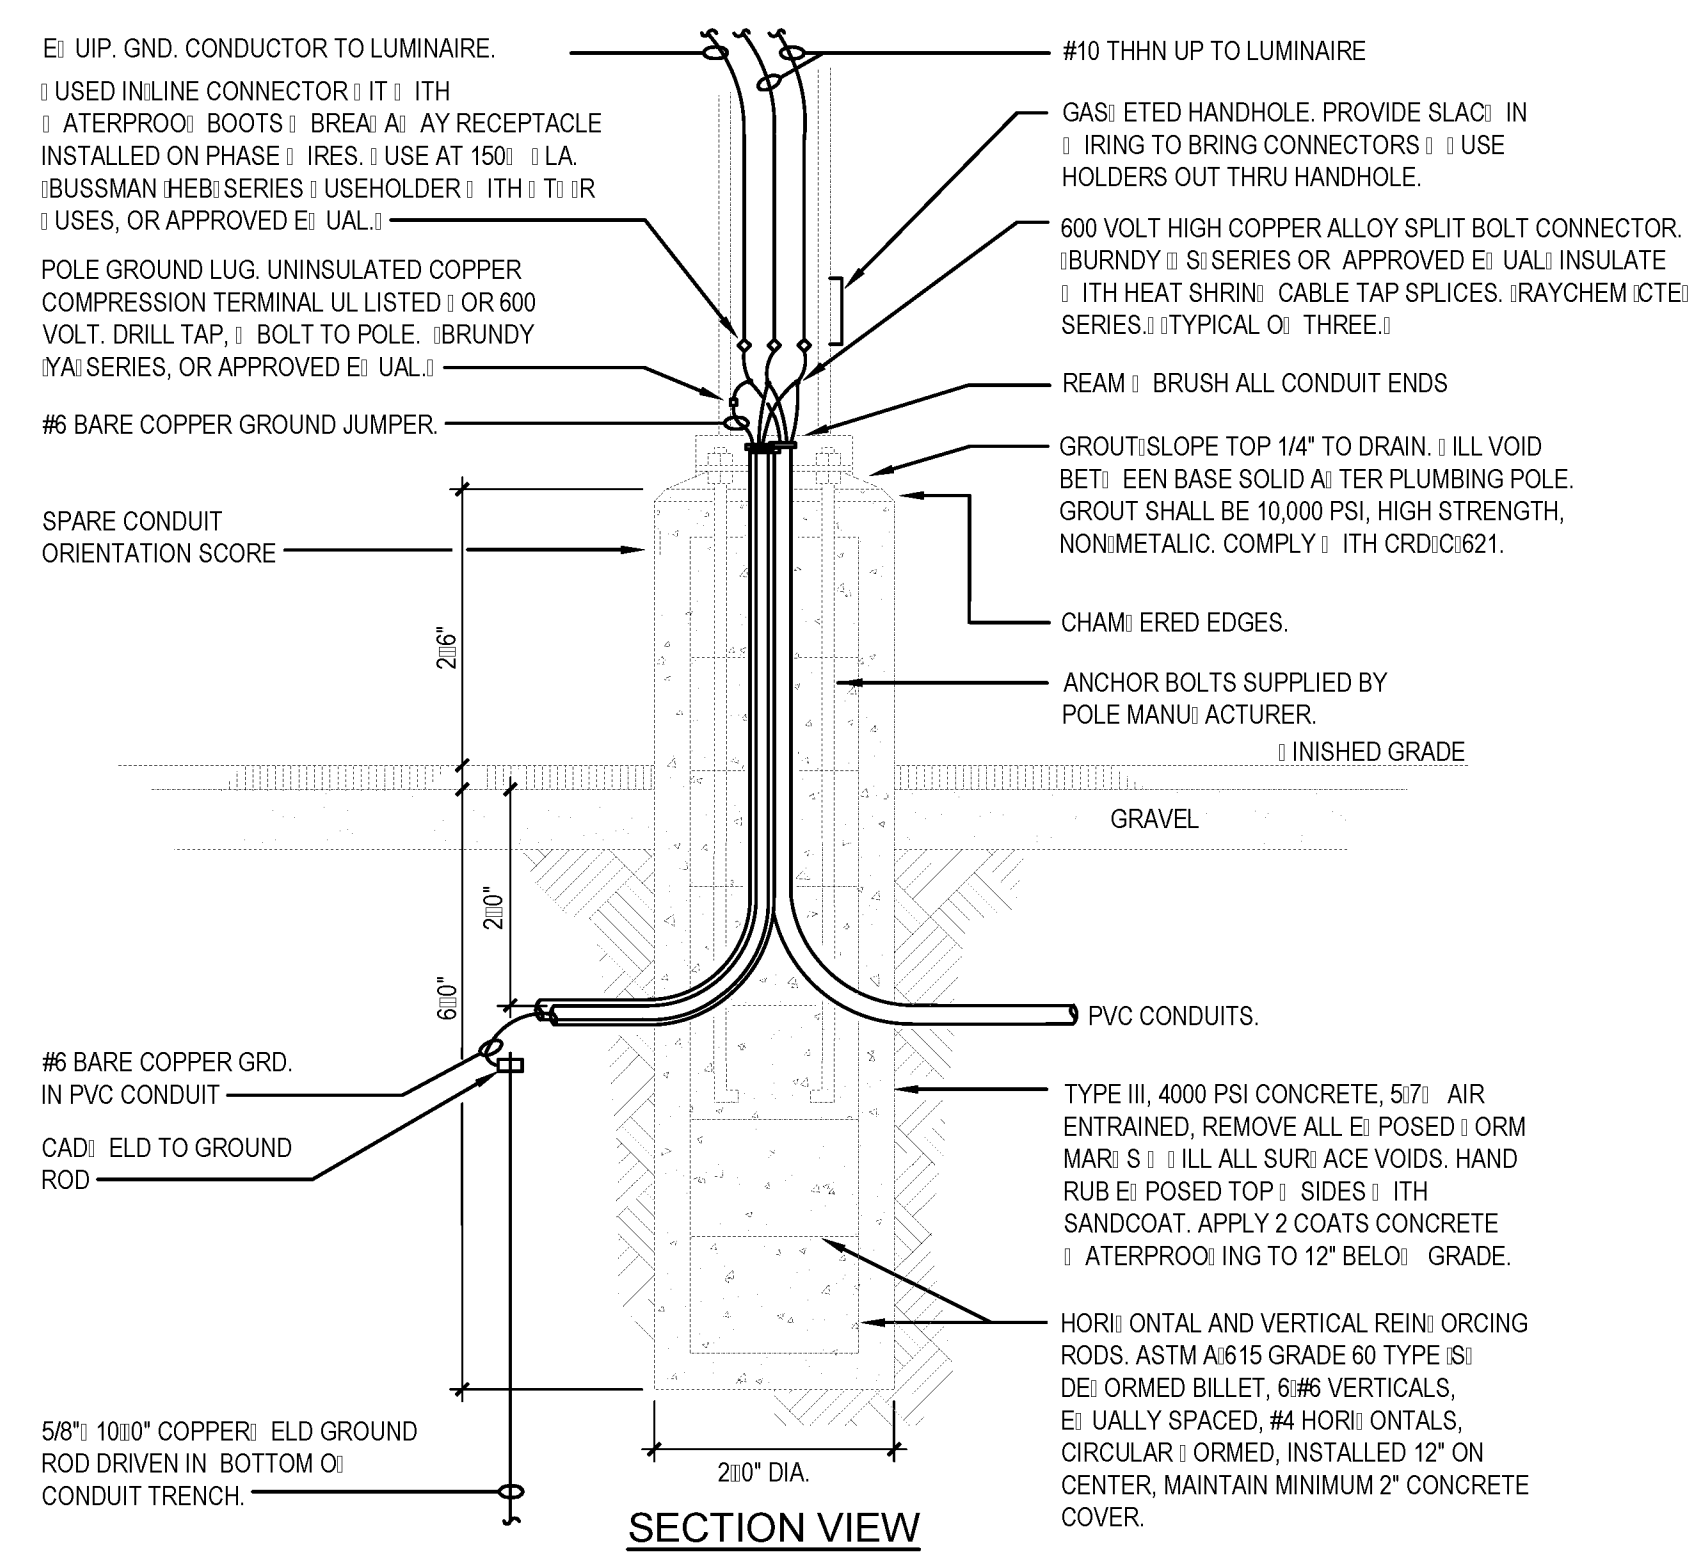 E□ UIP. GND. CONDUCTOR TO LUMINAIRE.
□ USED IN□LINE CONNECTOR □ IT □ ITH
□ ATERPROO□ BOOTS □ BREA□ A□ AY RECEPTACLE
INSTALLED ON PHASE □ IRES. □ USE AT 150□ □ LA.
□BUSSMAN □HEB□ SERIES □ USEHOLDER □ ITH □ T□ □R
□ USES, OR APPROVED E□ UAL.□
POLE GROUND LUG. UNINSULATED COPPER
COMPRESSION TERMINAL UL LISTED □ OR 600
VOLT. DRILL TAP, □ BOLT TO POLE. □BRUNDY
□YA□ SERIES, OR APPROVED E□ UAL.□
#6 BARE COPPER GROUND JUMPER.
SPARE CONDUIT
ORIENTATION SCORE
2□□6"
2□□0"
6□□0"
#6 BARE COPPER GRD.
IN PVC CONDUIT
CAD□ ELD TO GROUND
ROD
5/8"□ 10□□0" COPPER□ ELD GROUND
ROD DRIVEN IN BOTTOM O□
CONDUIT TRENCH.
#10 THHN UP TO LUMINAIRE
GAS□ ETED HANDHOLE. PROVIDE SLAC□ IN
□ IRING TO BRING CONNECTORS □ □ USE
HOLDERS OUT THRU HANDHOLE.
600 VOLT HIGH COPPER ALLOY SPLIT BOLT CONNECTOR.
□BURNDY □□ S□ SERIES OR APPROVED E□ UAL□ INSULATE
□ ITH HEAT SHRIN□ CABLE TAP SPLICES. □RAYCHEM □CTE□
SERIES.□ □TYPICAL O□ THREE.□
REAM □ BRUSH ALL CONDUIT ENDS
GROUT□SLOPE TOP 1/4" TO DRAIN. □ ILL VOID
BET□ EEN BASE SOLID A□ TER PLUMBING POLE.
GROUT SHALL BE 10,000 PSI, HIGH STRENGTH,
NON□METALIC. COMPLY □ ITH CRD□C□621.
CHAM□ ERED EDGES.
ANCHOR BOLTS SUPPLIED BY
POLE MANU□ ACTURER.
□ INISHED GRADE
GRAVEL
PVC CONDUITS.
TYPE III, 4000 PSI CONCRETE, 5□7□ AIR
ENTRAINED, REMOVE ALL E□ POSED □ ORM
MAR□ S □ □ ILL ALL SUR□ ACE VOIDS. HAND
RUB E□ POSED TOP □ SIDES □ ITH
SANDCOAT. APPLY 2 COATS CONCRETE
□ ATERPROO□ ING TO 12" BELO□ GRADE.
HORI□ ONTAL AND VERTICAL REIN□ ORCING
RODS. ASTM A□615 GRADE 60 TYPE □S□
DE□ ORMED BILLET, 6□#6 VERTICALS,
E□ UALLY SPACED, #4 HORI□ ONTALS,
CIRCULAR □ ORMED, INSTALLED 12" ON
CENTER, MAINTAIN MINIMUM 2" CONCRETE
COVER.
2□□0" DIA.
SECTION VIEW